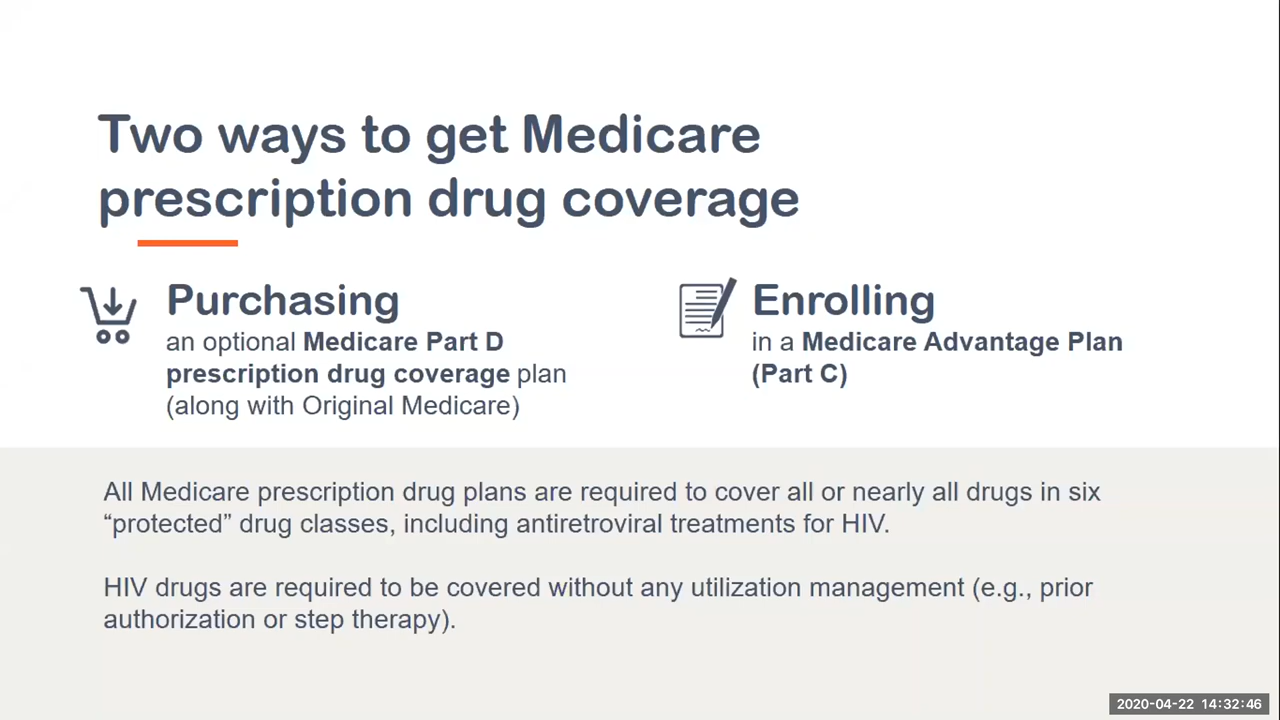 Two ways to get Medicare
prescription drug coverage
Purchasing
an optional Medicare Part D
prescription drug coverage plan
(along with Original Medicare)
Enrolling
in a Medicare Advantage Plan
(Part C)
All Medicare prescription drug plans are required to cover all or nearly all drugs in six
“protected” drug classes, including antiretroviral treatments for HIV.
HIV drugs are required to be covered without any utilization management (e.g., prior
authorization or step therapy).
2020-04-22 14:32:46